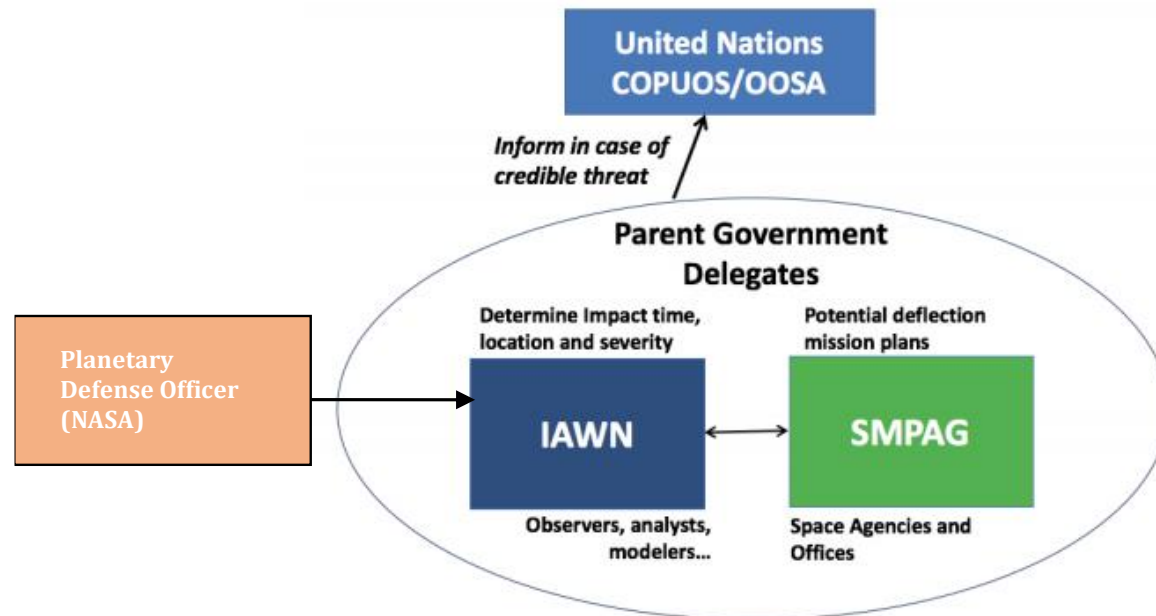 United Nations
COPUOS/OOSA
Inform in case of
credible threat
Parent Government
Delegates
Determine Impact time,
location and severity
Potential deflection
mission plans
Planetary
Defense Officer
(NASA)
IAWN
SMPAG
Observers, analysts,
modelers...
Space Agencies and
Offices